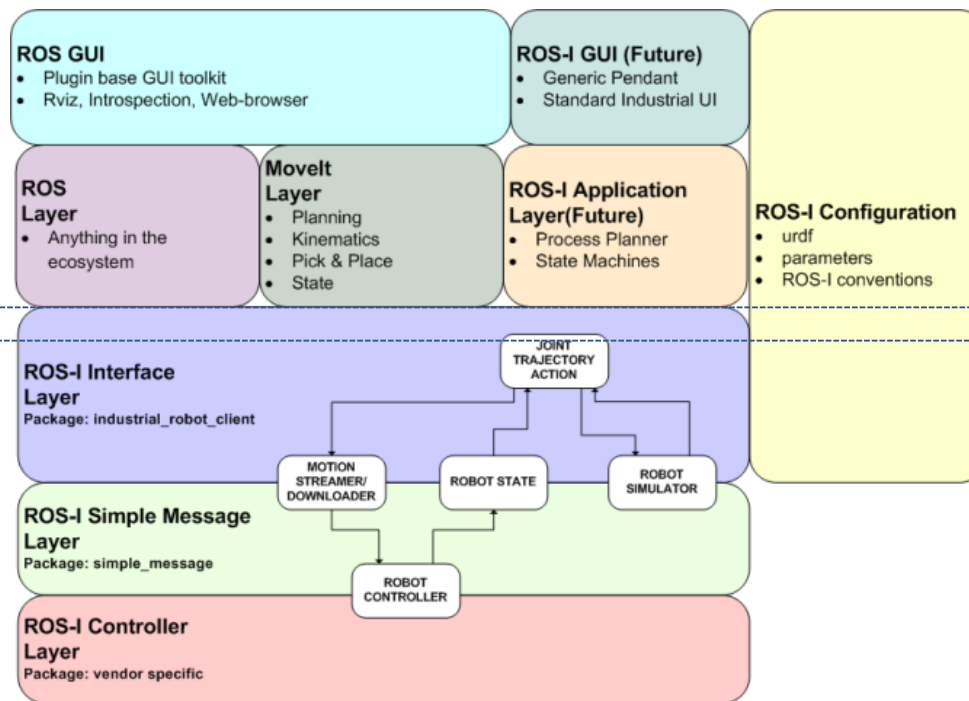 ROS GUI
• Plugin base GUI toolkit
• Rviz, Introspection, Web-browser
ROS-I GUI (Future)
• Generic Pendant
• Standard Industrial UI
ROS
Layer
• Anything in the
ecosystem
MoveIt
Layer
• Planning
• Kinematics
• Pick & Place
• State
ROS-I Application
Layer(Future)
• Process Planner
• State Machines
ROS-I Configuration
• urdf
• parameters
• ROS-I conventions
ROS-I Interface
Layer
Package: industrial_robot_client
JOINT
TRAJECTORY
ACTION
MOTION
STREAMER/
DOWNLOADER
ROBOT STATE
ROBOT
SIMULATOR
ROS-I Simple Message
Layer
Package: simple_message
ROBOT
CONTROLLER
ROS-I Controller
Layer
Package: vendor specific